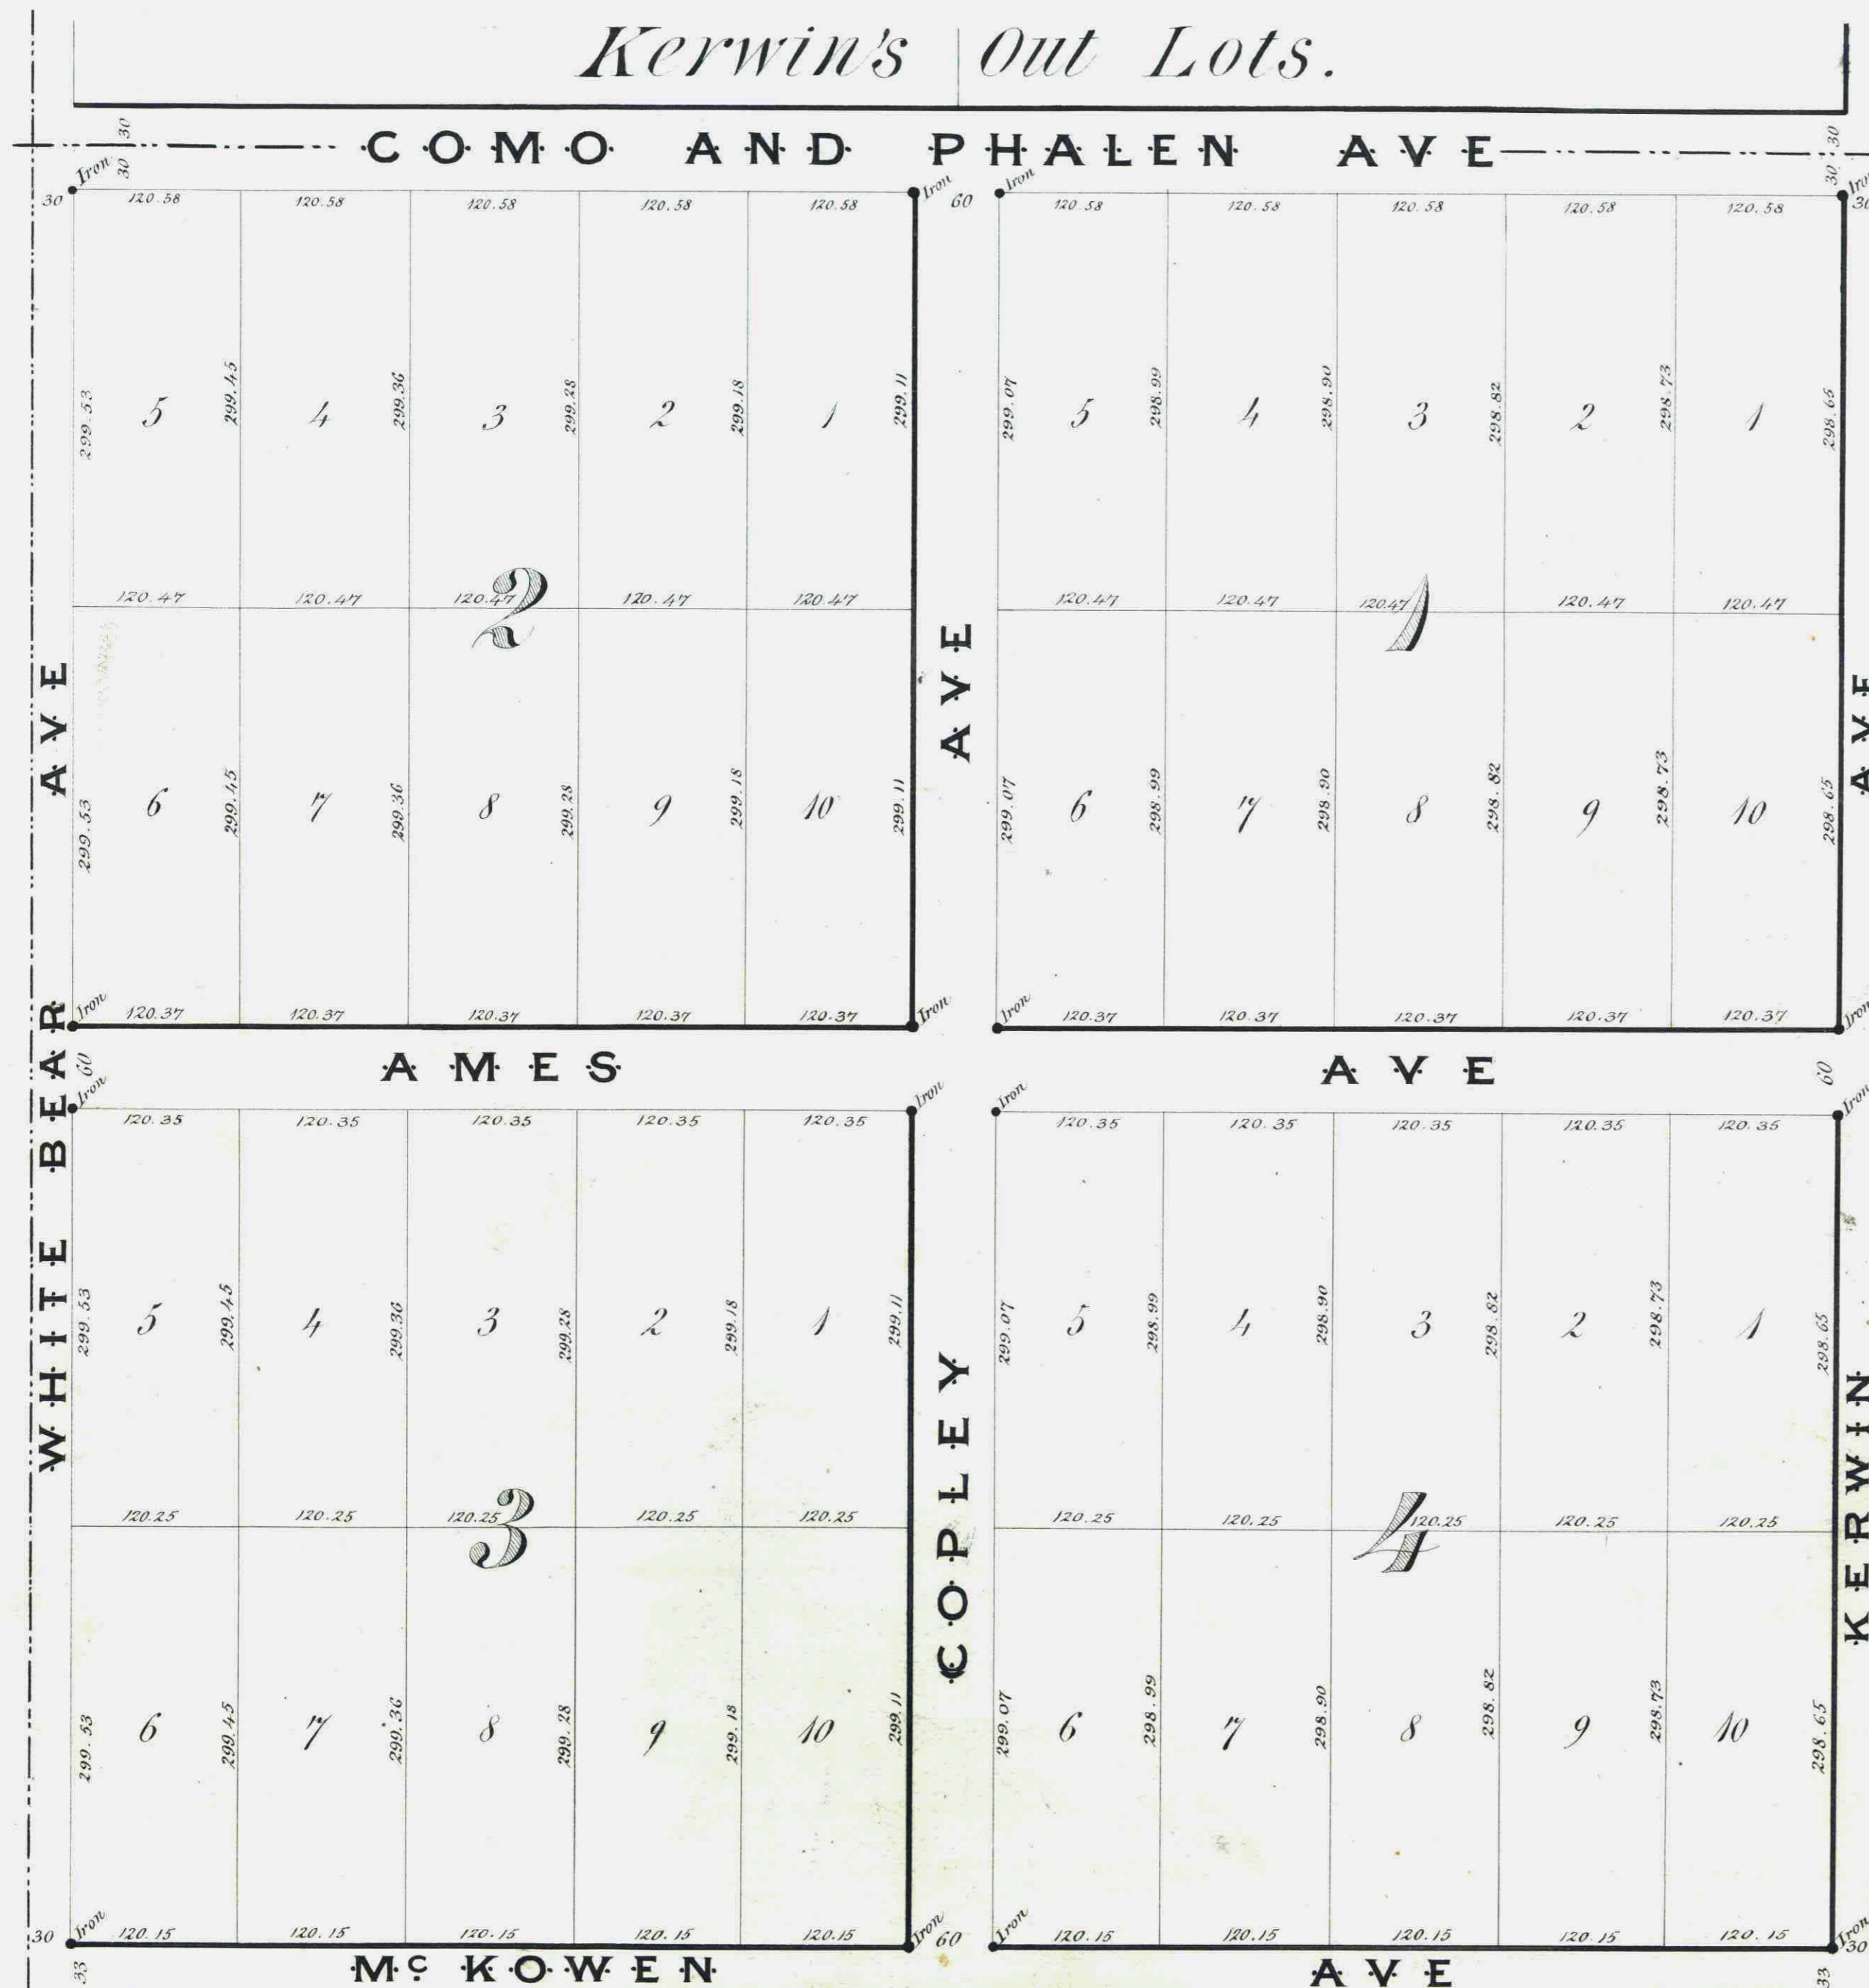 Kerwin's Out Lots.
30 30
30 30
COMO AND PHALEN AVE
Iron Iron Iron Iron
30 60 30
120.58 120.58 120.58 120.58 120.58 120.58 120.58 120.58 120.58 120.58
299.53 5 299.45 4 299.36 3 299.28 2 299.18 1 299.11
299.07 5 298.99 4 298.90 3 298.82 2 298.73 1 298.65
2 1
120.47 120.47 120.47 120.47 120.47 120.47 120.47 120.47 120.47 120.47
299.53 6 299.45 7 299.36 8 299.28 9 299.18 10 299.11
299.07 6 298.99 7 298.90 8 298.82 9 298.73 10 298.65
Iron Iron Iron Iron
120.37 120.37 120.37 120.37 120.37 120.37 120.37 120.37 120.37 120.37
60 AMES AVE 60
Iron Iron Iron Iron
120.35 120.35 120.35 120.35 120.35 120.35 120.35 120.35 120.35 120.35
299.53 5 299.45 4 299.36 3 299.28 2 299.18 1 299.11
299.07 5 298.99 4 298.90 3 298.82 2 298.73 1 298.65
3 4
120.25 120.25 120.25 120.25 120.25 120.25 120.25 120.25 120.25 120.25
299.53 6 299.45 7 299.36 8 299.28 9 299.18 10 299.11
299.07 6 298.99 7 298.90 8 298.82 9 298.73 10 298.65
Iron Iron Iron Iron
30 60 30
120.15 120.15 120.15 120.15 120.15 120.15 120.15 120.15 120.15 120.15
33 McKOWEN AVE 33
WHITE BEAR AVE
COPLEY AVE
KERWIN AVE